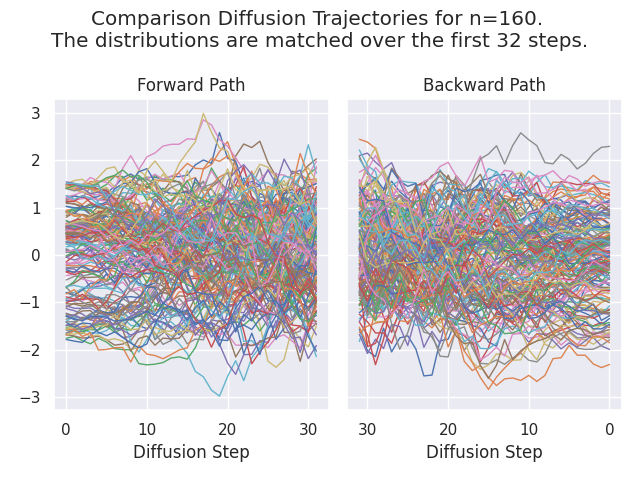 Comparison Diffusion Trajectories for n=160.
The distributions are matched over the first 32 steps.
Forward Path
Backward Path
3
2
1
0
−1
−2
−3
0 10 20 30
30 20 10 0
Diffusion Step
Diffusion Step